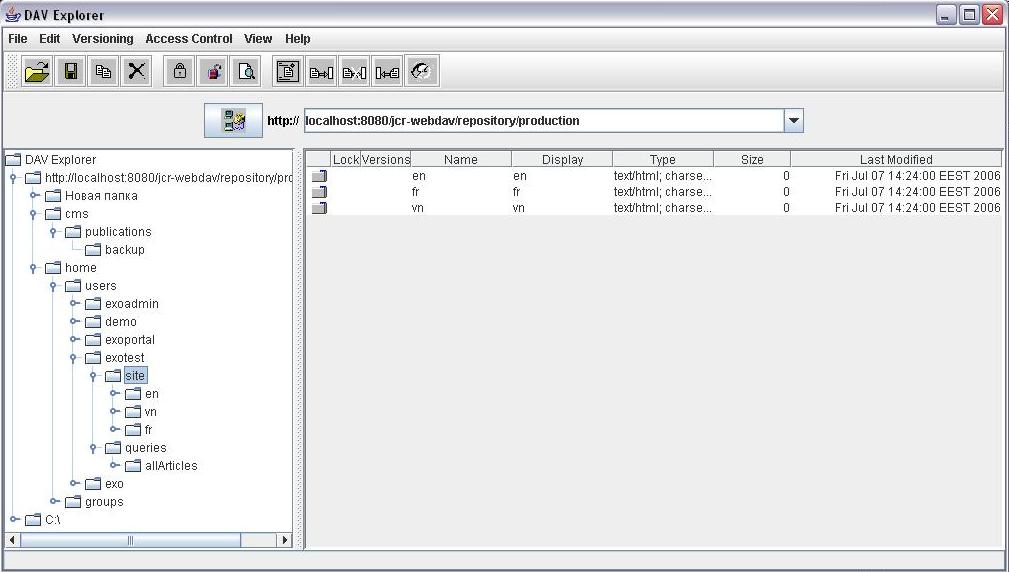 DAV Explorer
File Edit Versioning Access Control View Help
http:// localhost:8080/jcr-webdav/repository/production
DAV Explorer
http://localhost:8080/jcr-webdav/repository/pro
Новая папка
cms
publications
backup
home
users
exoadmin
demo
exoportal
exotest
site
en
vn
fr
queries
allArticles
exo
groups
C:\
Lock Versions Name Display Type Size Last Modified
en en text/html; charse... 0 Fri Jul 07 14:24:00 EEST 2006
fr fr text/html; charse... 0 Fri Jul 07 14:24:00 EEST 2006
vn vn text/html; charse... 0 Fri Jul 07 14:24:00 EEST 2006